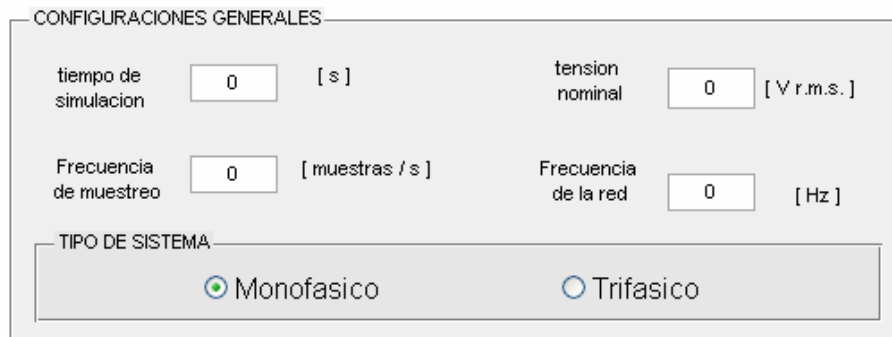 CONFIGURACIONES GENERALES
tiempo de
simulacion
0
[ s ]
tension
nominal
0
[ V r.m.s. ]
Frecuencia
de muestreo
0
[ muestras / s ]
Frecuencia
de la red
0
[ Hz ]
TIPO DE SISTEMA
Monofasico
Trifasico